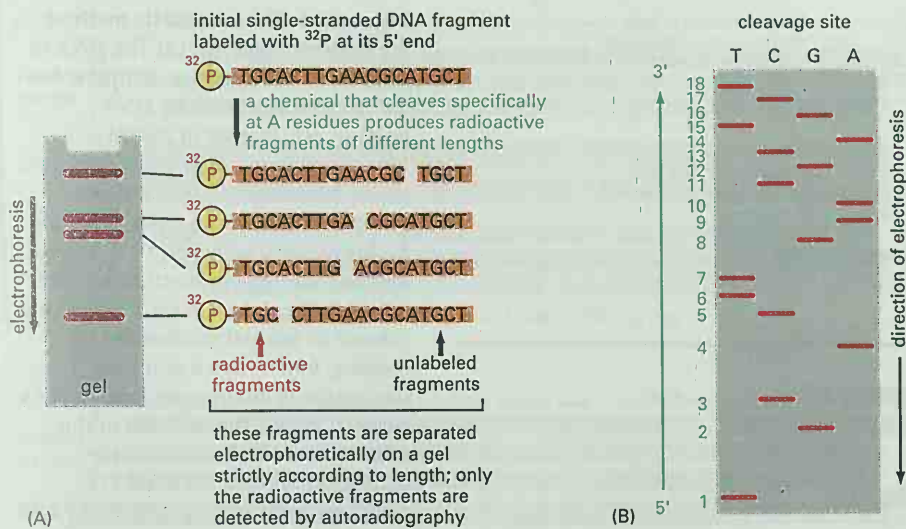 initial single-stranded DNA fragment
labeled with 32P at its 5' end
32 P TGCACTTGAACGCATGCT
a chemical that cleaves specifically
at A residues produces radioactive
fragments of different lengths
32 P TGCACTTGAACGC TGCT
32 P TGCACTTGA CGCATGCT
32 P TGCACTTG ACGCATGCT
32 P TGC CTTGAACGCATGCT
electrophoresis
gel
radioactive
fragments
unlabeled
fragments
these fragments are separated
electrophoretically on a gel
strictly according to length; only
the radioactive fragments are
detected by autoradiography
(A)
cleavage site
T C G A
3'
18
17
16
15
14
13
12
11
10
9
8
7
6
5
4
3
2
1
5'
direction of electrophoresis
(B)